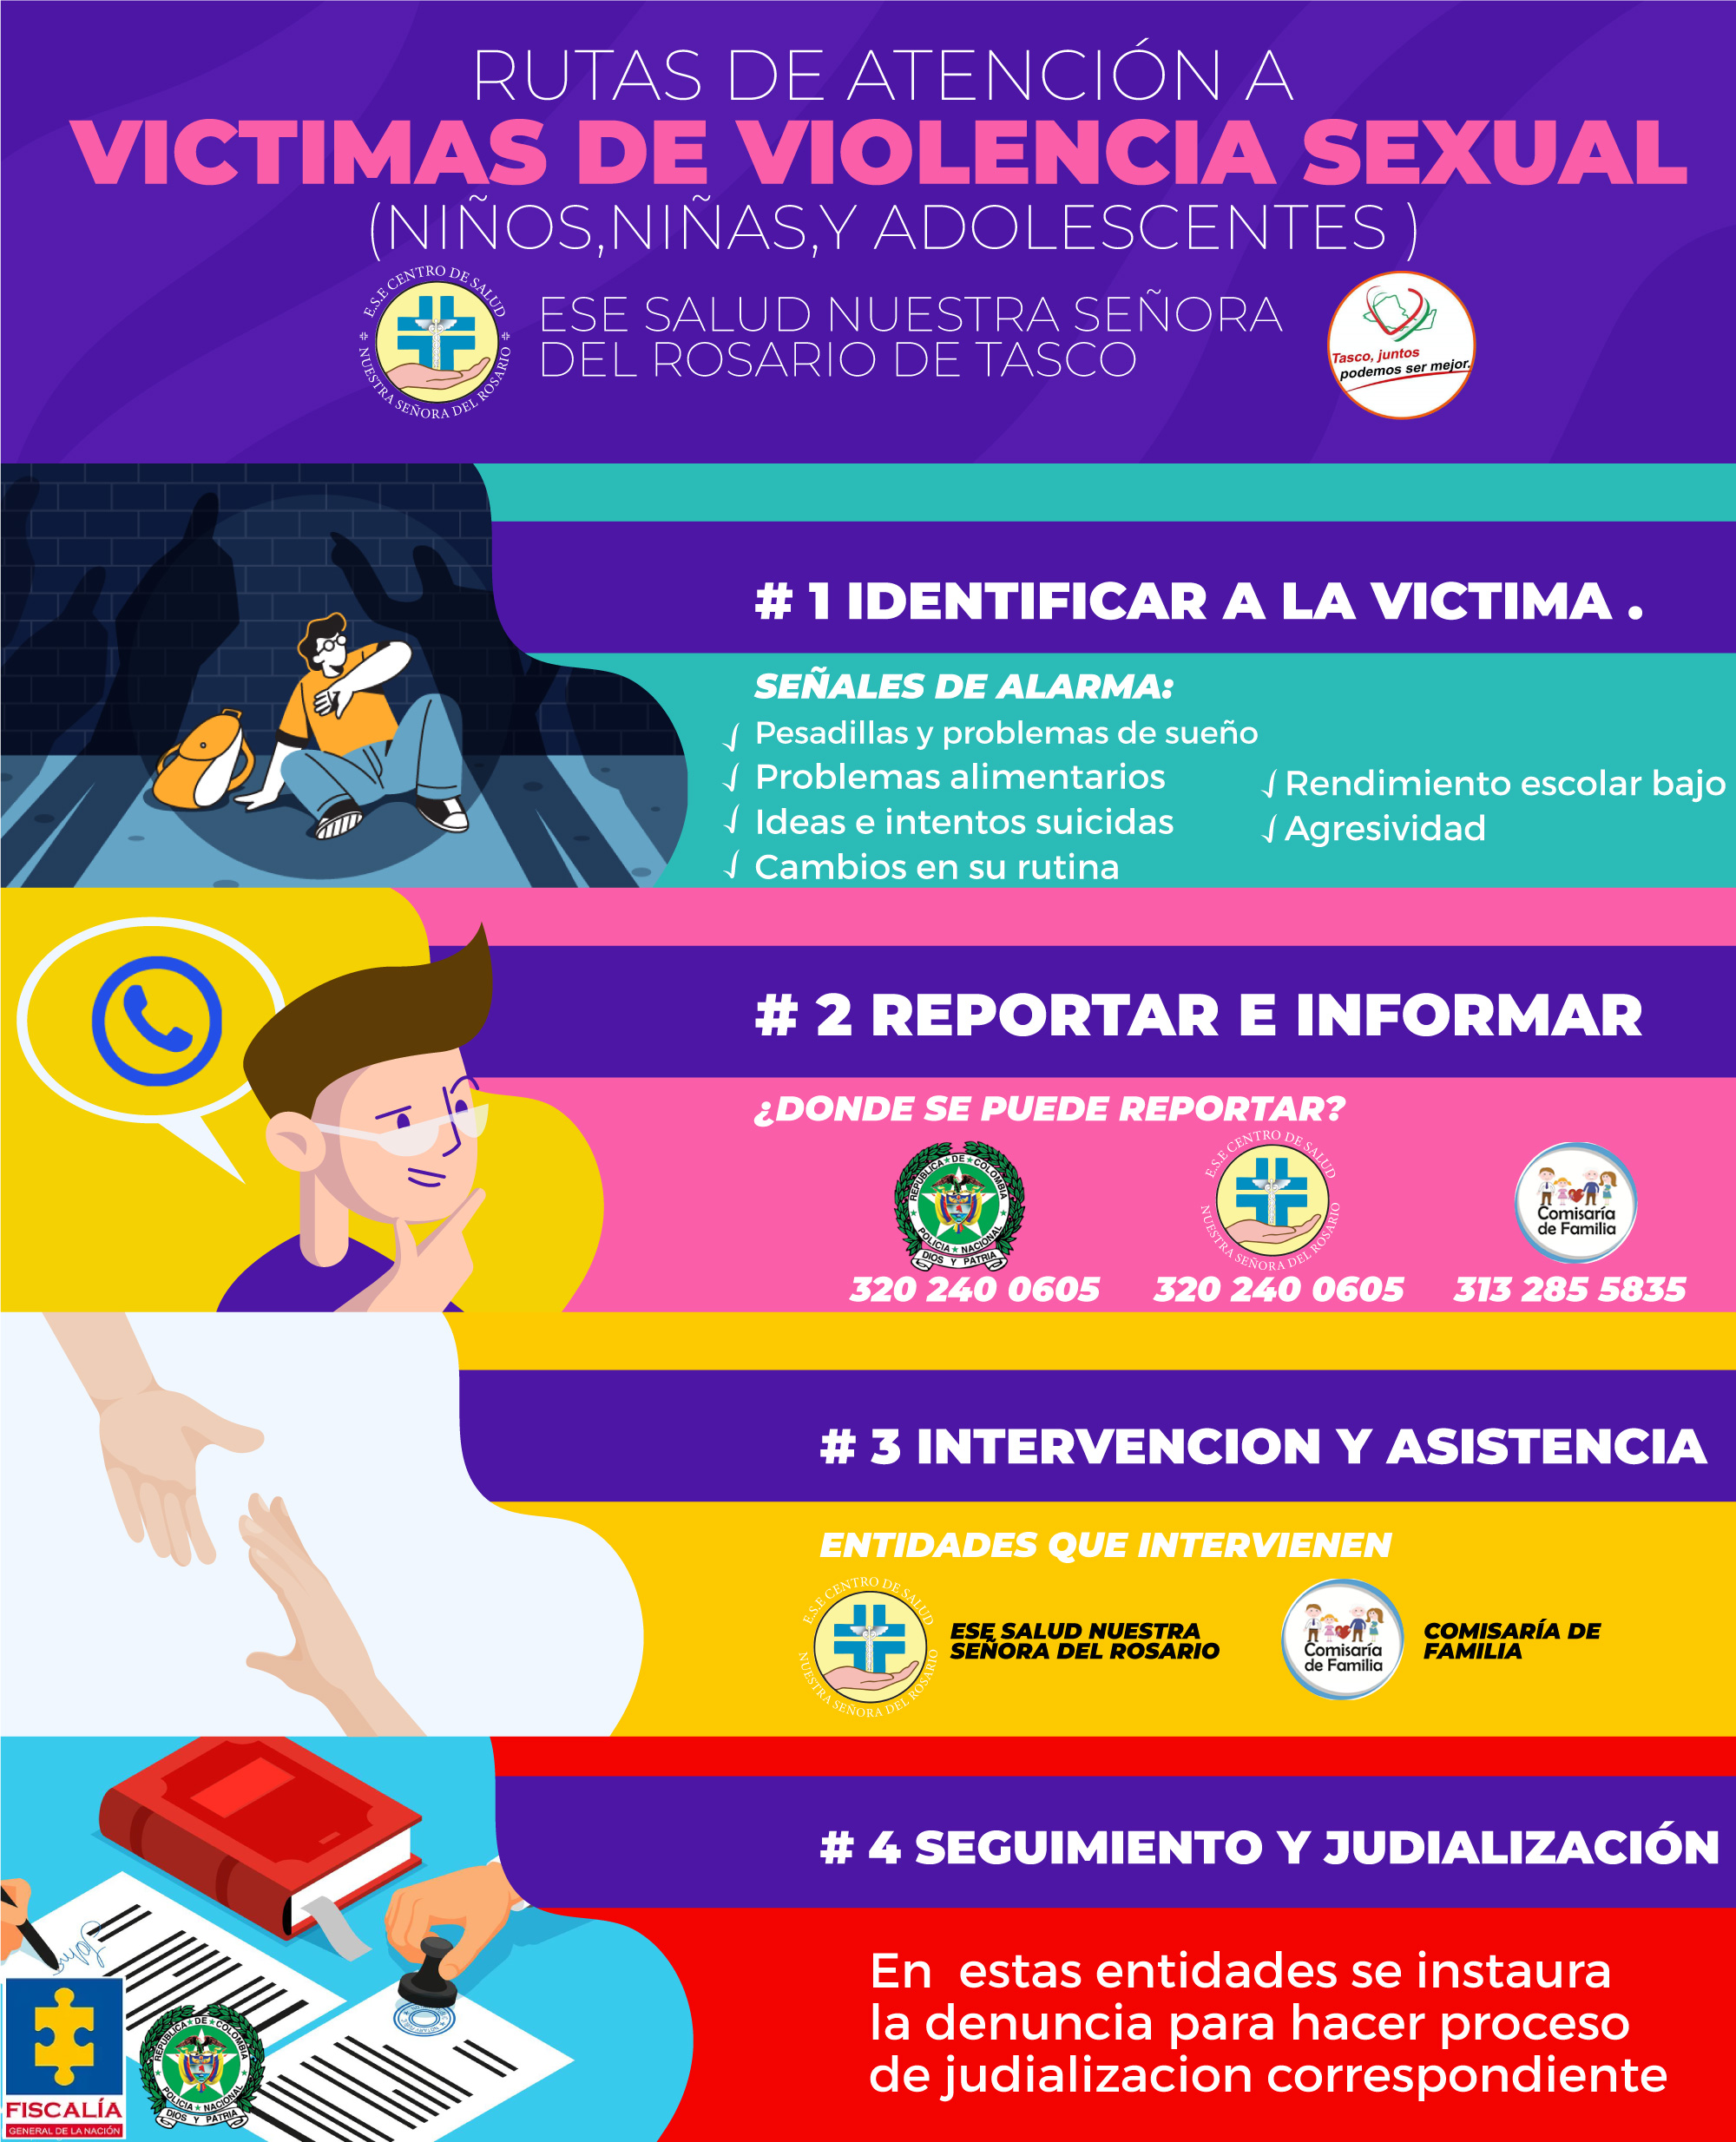 RUTAS DE ATENCIÓN A
VICTIMAS DE VIOLENCIA SEXUAL
(NIÑOS,NIÑAS,Y ADOLESCENTES )
E.S.E CENTRO DE SALUD
NUESTRA SEÑORA DEL ROSARIO
ESE SALUD NUESTRA SEÑORA
DEL ROSARIO DE TASCO
Tasco, juntos
podemos ser mejor.
# 1 IDENTIFICAR A LA VICTIMA .
SEÑALES DE ALARMA:
Pesadillas y problemas de sueño
Problemas alimentarios
Ideas e intentos suicidas
Cambios en su rutina
Rendimiento escolar bajo
Agresividad
# 2 REPORTAR E INFORMAR
¿DONDE SE PUEDE REPORTAR?
REPUBLICA DE COLOMBIA
POLICIA NACIONAL
DIOS Y PATRIA
E.S.E CENTRO DE SALUD
NUESTRA SEÑORA DEL ROSARIO
Comisaría
de Familia
320 240 0605
320 240 0605
313 285 5835
# 3 INTERVENCION Y ASISTENCIA
ENTIDADES QUE INTERVIENEN
E.S.E CENTRO DE SALUD
NUESTRA SEÑORA DEL ROSARIO
ESE SALUD NUESTRA
SEÑORA DEL ROSARIO
Comisaría
de Familia
COMISARÍA DE
FAMILIA
# 4 SEGUIMIENTO Y JUDIALIZACIÓN
En estas entidades se instaura
la denuncia para hacer proceso
de judialización correspondiente
FISCALÍA
GENERAL DE LA NACIÓN
REPUBLICA DE COLOMBIA
POLICIA NACIONAL
DIOS Y PATRIA